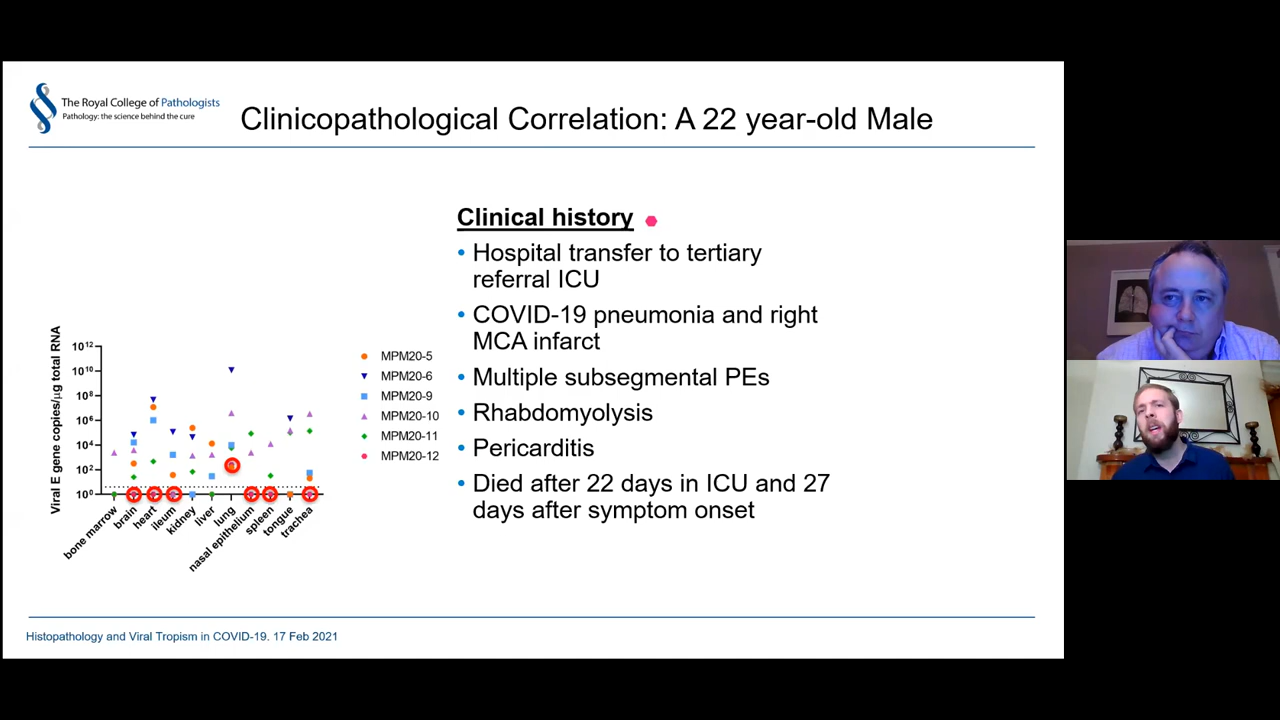 The Royal College of Pathologists
Pathology: the science behind the cure
Clinicopathological Correlation: A 22 year-old Male
Clinical history
• Hospital transfer to tertiary
referral ICU
• COVID-19 pneumonia and right
MCA infarct
• Multiple subsegmental PEs
• Rhabdomyolysis
• Pericarditis
• Died after 22 days in ICU and 27
days after symptom onset
Viral E gene copies/µg total RNA
10¹²
10¹⁰
10⁸
10⁶
10⁴
10²
10⁰
bone marrow
brain
heart
ileum
kidney
liver
lung
nasal epithelium
spleen
tongue
trachea
MPM20-5
MPM20-6
MPM20-9
MPM20-10
MPM20-11
MPM20-12
Histopathology and Viral Tropism in COVID-19. 17 Feb 2021